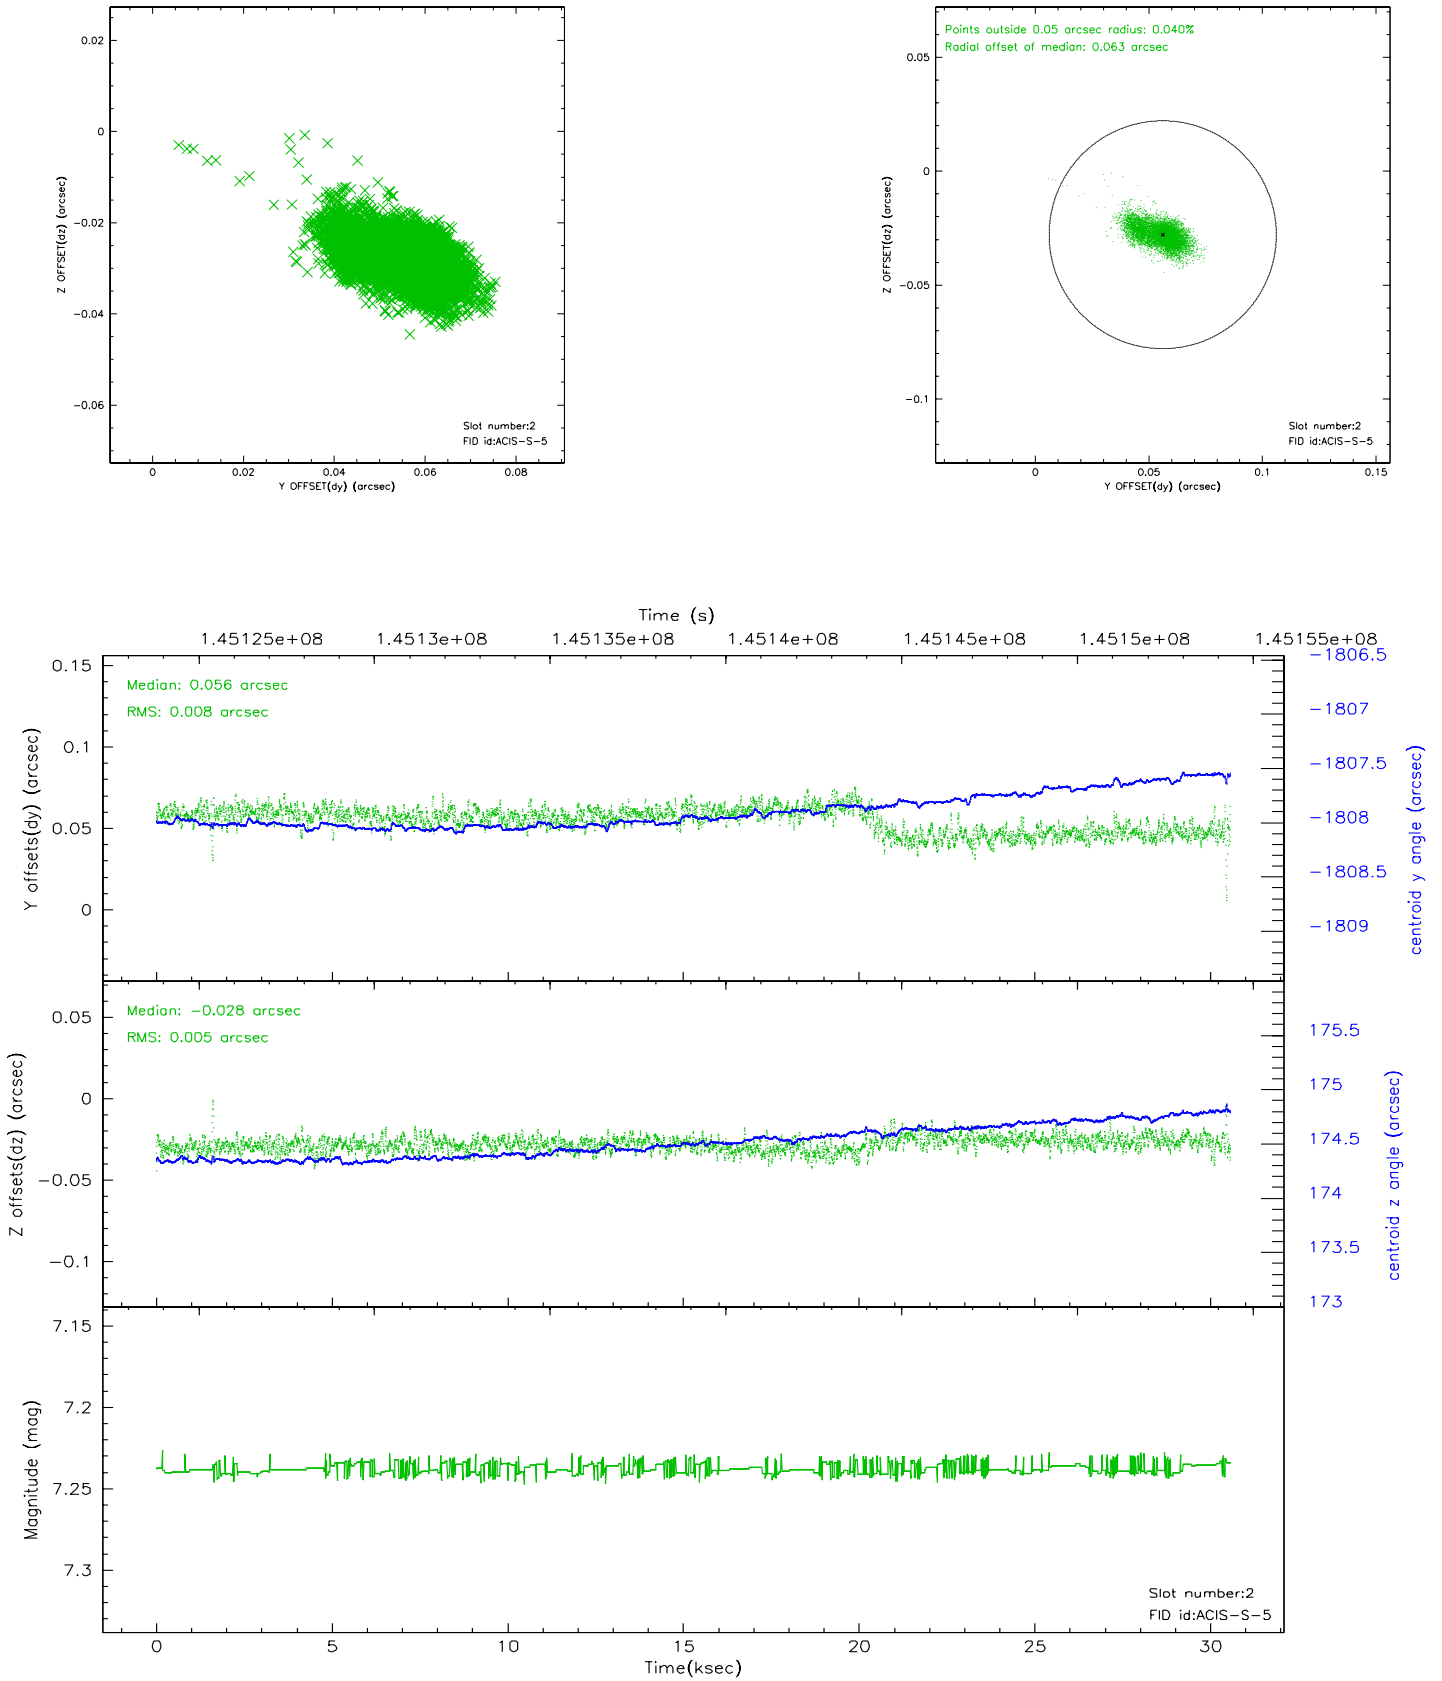 0.02
0
−0.02
−0.04
−0.06
Z OFFSET(dz) (arcsec)
0
0.02
0.04
0.06
0.08
Y OFFSET(dy) (arcsec)
Slot number:2
FID id:ACIS−S−5
Points outside 0.05 arcsec radius: 0.040%
Radial offset of median: 0.063 arcsec
0.05
0
−0.05
−0.1
Z OFFSET(dz) (arcsec)
0
0.05
0.1
0.15
Y OFFSET(dy) (arcsec)
Slot number:2
FID id:ACIS−S−5
Time (s)
1.45125e+08
1.4513e+08
1.45135e+08
1.4514e+08
1.45145e+08
1.4515e+08
1.45155e+08
Median: 0.056 arcsec
RMS: 0.008 arcsec
0.15
0.1
0.05
0
Y offsets(dy) (arcsec)
−1806.5
−1807
−1807.5
−1808
−1808.5
−1809
centroid y angle (arcsec)
Median: −0.028 arcsec
RMS: 0.005 arcsec
0.05
0
−0.05
−0.1
Z offsets(dz) (arcsec)
175.5
175
174.5
174
173.5
173
centroid z angle (arcsec)
7.15
7.2
7.25
7.3
Magnitude (mag)
Slot number:2
FID id:ACIS−S−5
0
5
10
15
20
25
30
Time(ksec)